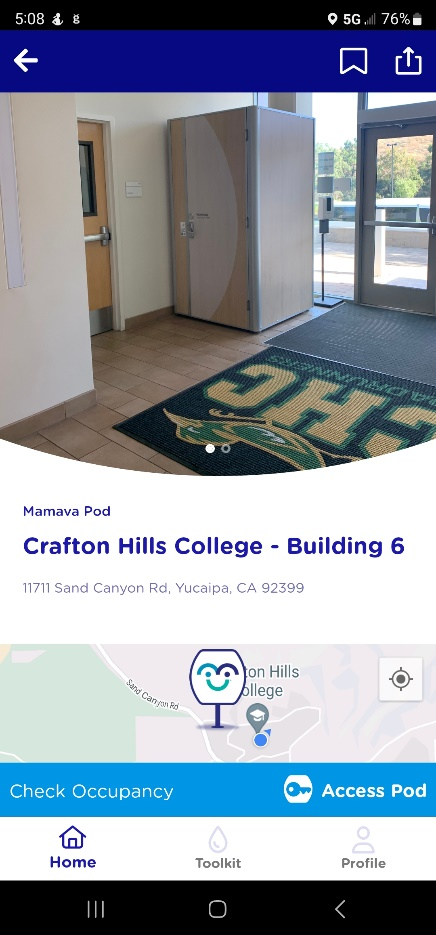 5:08 g 5G 76%
CHC
Mamava Pod
Crafton Hills College - Building 6
11711 Sand Canyon Rd, Yucaipa, CA 92399
ton Hills
ollege
Sand Canyon Rd
Check Occupancy Access Pod
Home Toolkit Profile